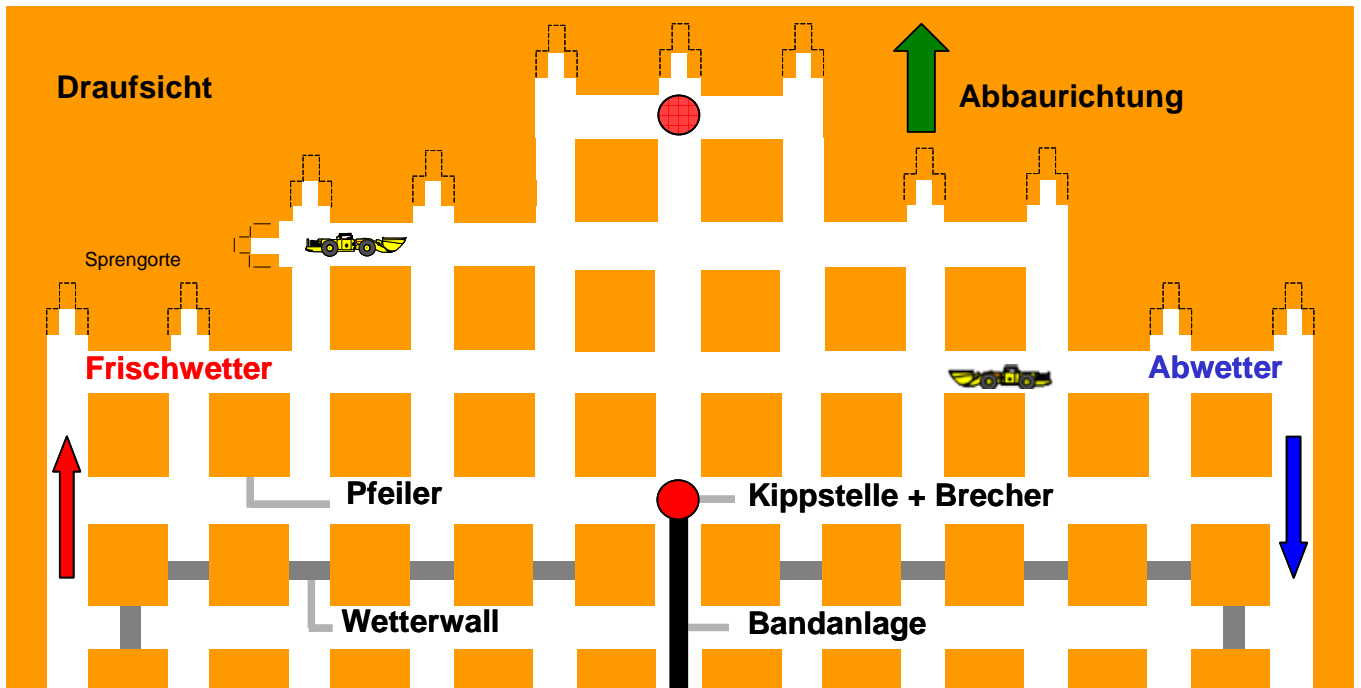 Draufsicht
Abbaurichtung
Sprengorte
Frischwetter
Abwetter
Pfeiler
Kippstelle + Brecher
Wetterwall
Bandanlage